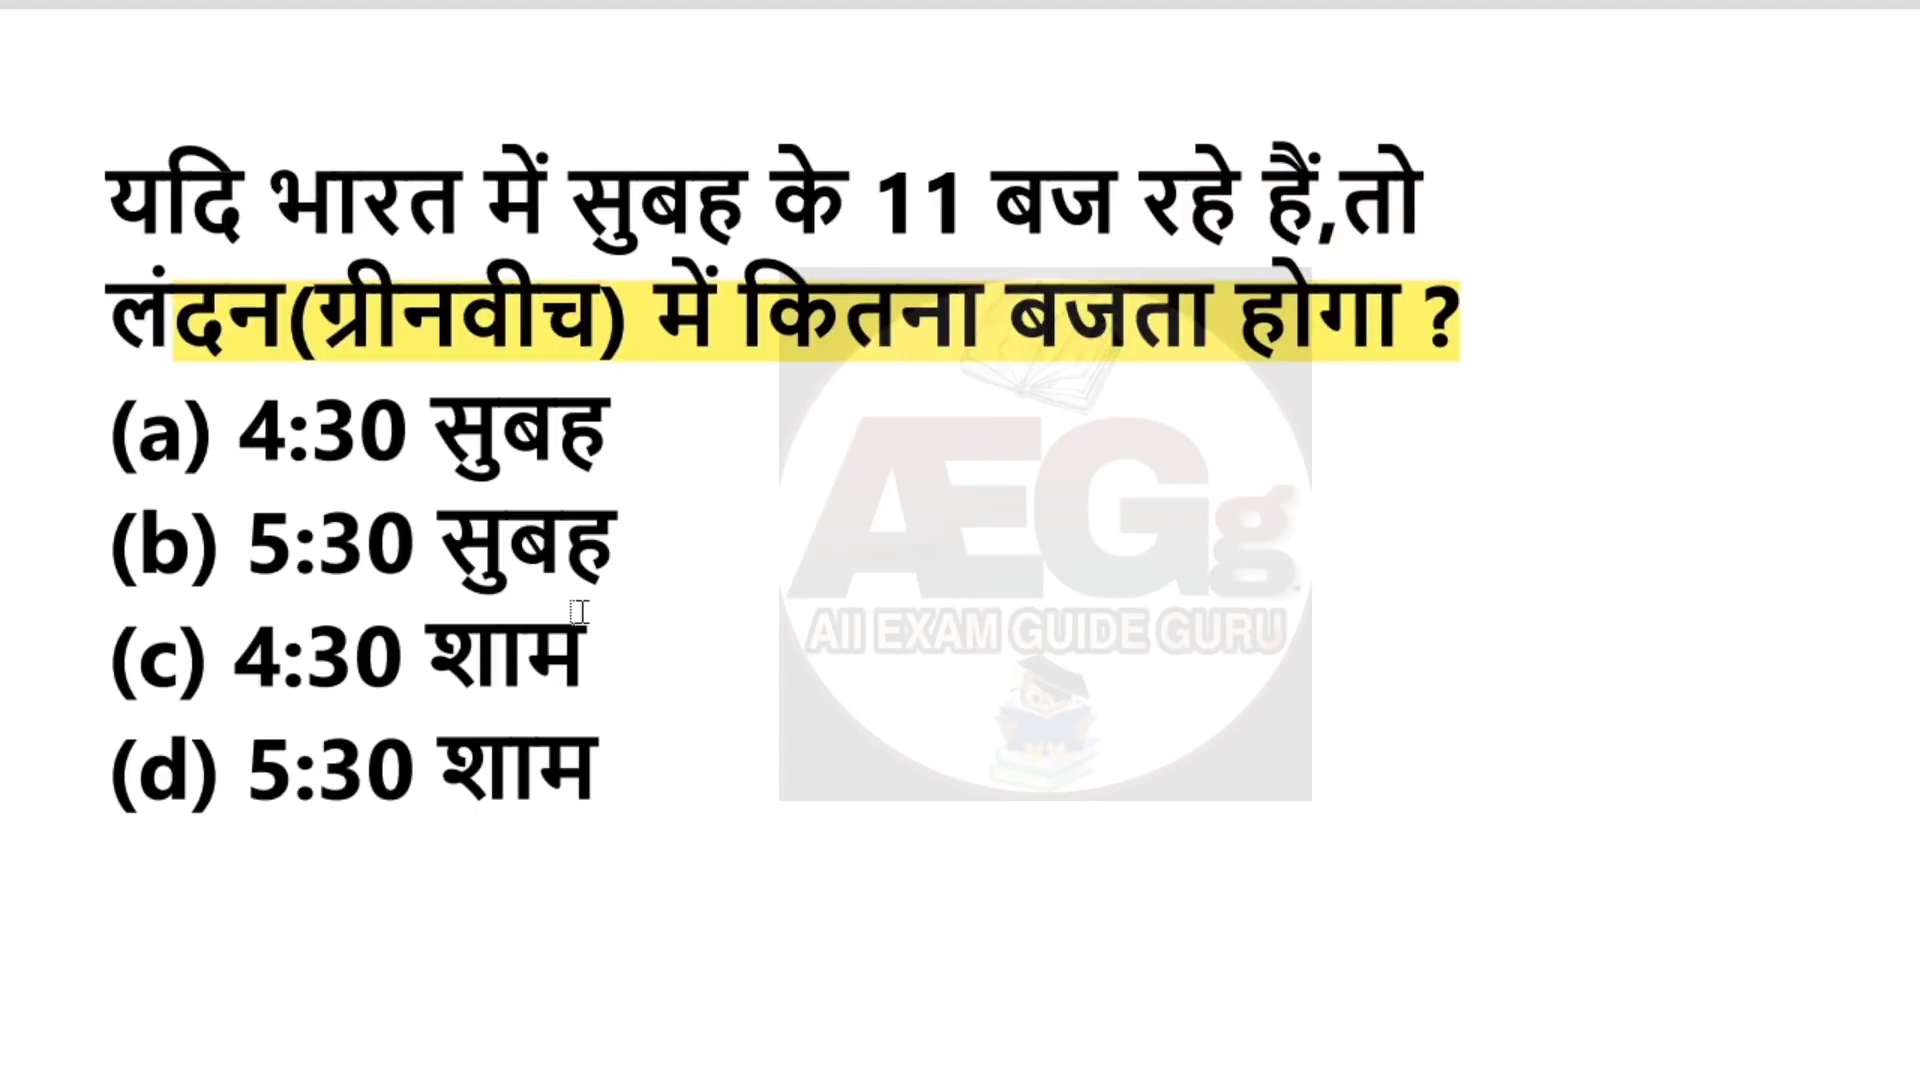 यदि भारत में सुबह के 11 बज रहे हैं,तो
लंदन(ग्रीनवीच) में कितना बजता होगा ?
(a) 4:30 सुबह
(b) 5:30 सुबह
(c) 4:30 शाम
(d) 5:30 शाम
ÆGg
All EXAM GUIDE GURU